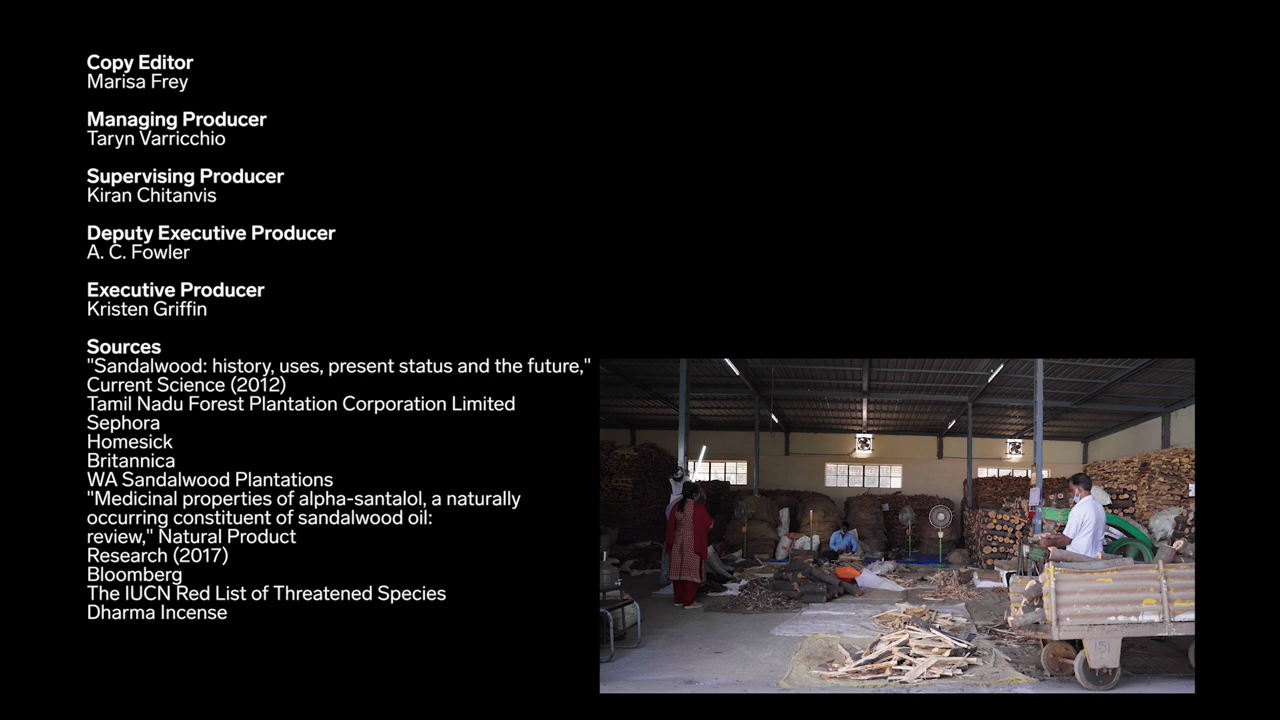 Copy Editor
Marisa Frey
Managing Producer
Taryn Varricchio
Supervising Producer
Kiran Chitanvis
Deputy Executive Producer
A. C. Fowler
Executive Producer
Kristen Griffin
Sources
"Sandalwood: history, uses, present status and the future,"
Current Science (2012)
Tamil Nadu Forest Plantation Corporation Limited
Sephora
Homesick
Britannica
WA Sandalwood Plantations
"Medicinal properties of alpha-santalol, a naturally
occurring constituent of sandalwood oil:
review," Natural Product
Research (2017)
Bloomberg
The IUCN Red List of Threatened Species
Dharma Incense
(5)